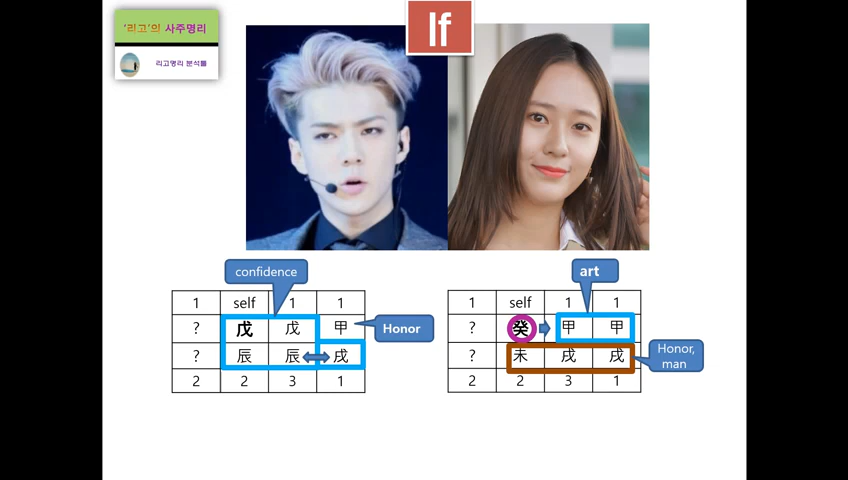 '리고'의 사주명리
리고명리 분석틀
If
confidence
1 self 1 1
? 戊 戊 甲
Honor
? 辰 辰 戌
2 2 3 1
art
1 self 1 1
? 癸 甲 甲
? 未 戌 戌
Honor,
man
2 2 3 1